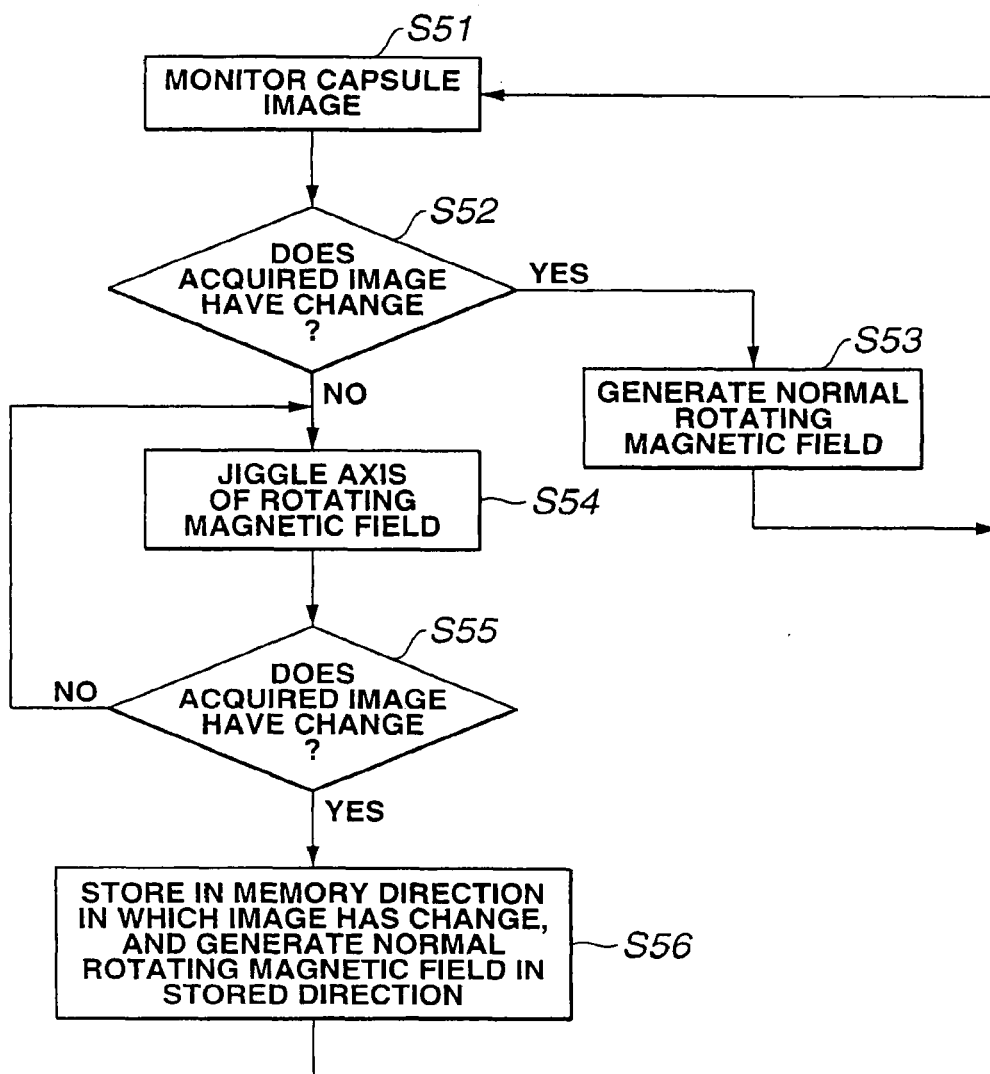 S51
MONITOR CAPSULE
IMAGE
S52
DOES
ACQUIRED IMAGE
HAVE CHANGE
?
YES
NO
S53
GENERATE NORMAL
ROTATING
MAGNETIC FIELD
JIGGLE AXIS
OF ROTATING
MAGNETIC FIELD
S54
S55
DOES
ACQUIRED IMAGE
HAVE CHANGE
?
NO
YES
STORE IN MEMORY DIRECTION
IN WHICH IMAGE HAS CHANGE,
AND GENERATE NORMAL
ROTATING MAGNETIC FIELD IN
STORED DIRECTION
S56